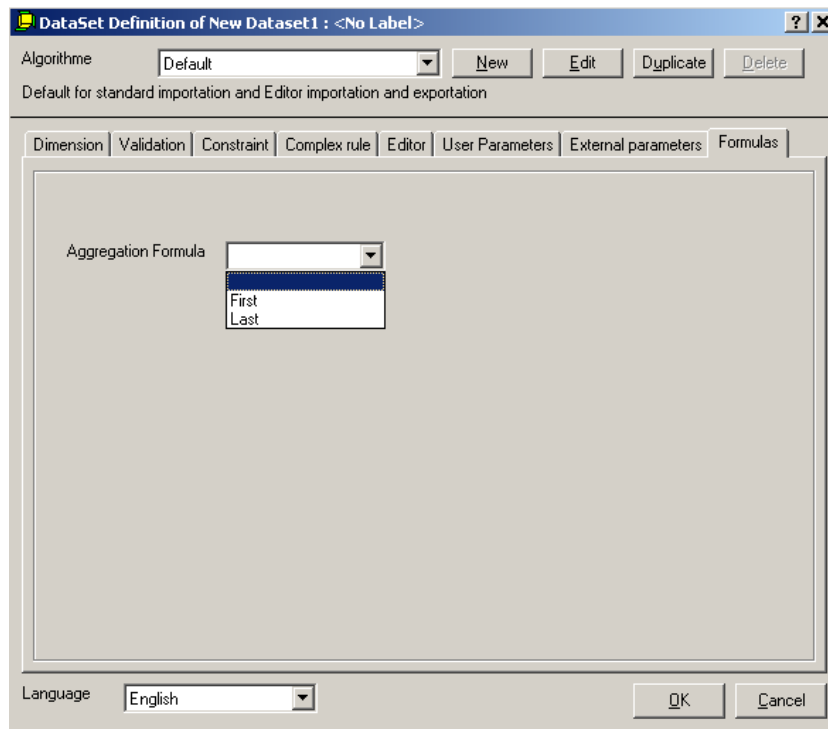 DataSet Definition of New Dataset1 : <No Label>
Algorithme Default New Edit Duplicate Delete
Default for standard importation and Editor importation and exportation
Dimension Validation Constraint Complex rule Editor User Parameters External parameters Formulas
Aggregation Formula
First
Last
Language English OK Cancel